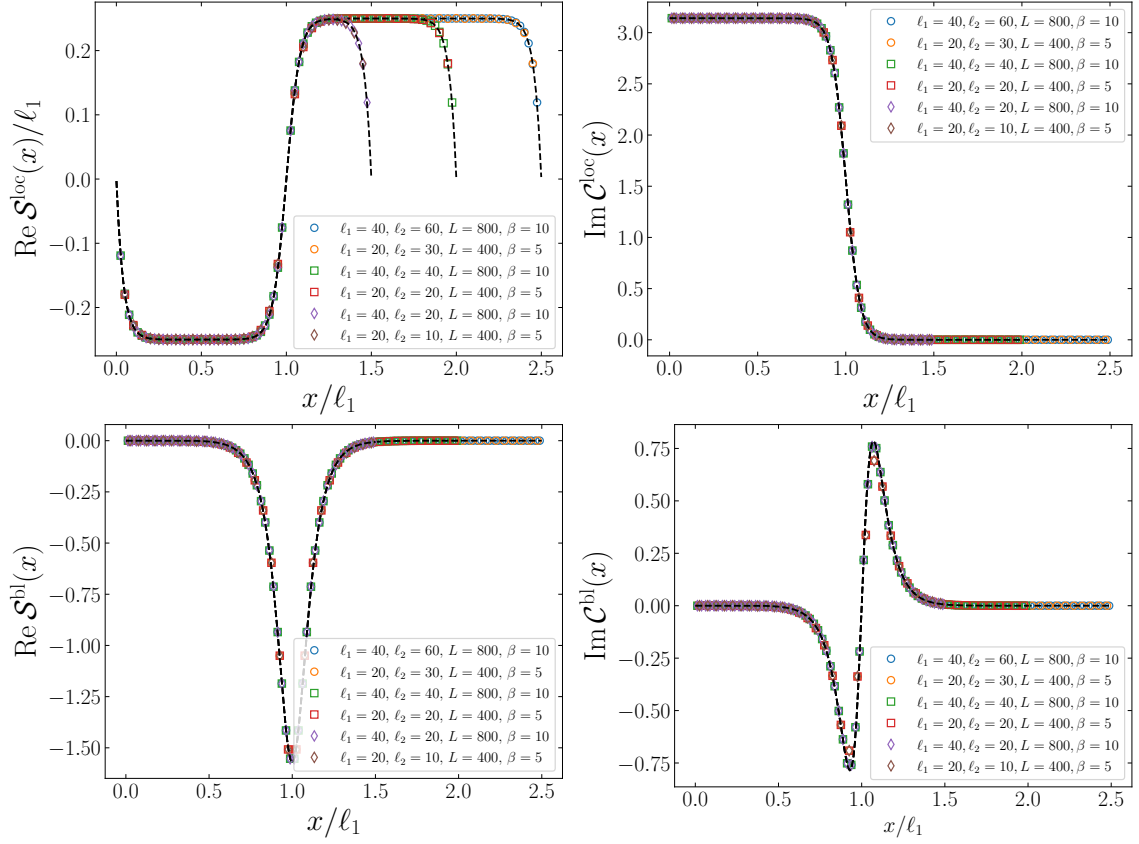 Re 𝒮^loc(x)/ℓ₁
0.2
0.1
0.0
−0.1
−0.2
ℓ₁ = 40, ℓ₂ = 60, L = 800, β = 10
ℓ₁ = 20, ℓ₂ = 30, L = 400, β = 5
ℓ₁ = 40, ℓ₂ = 40, L = 800, β = 10
ℓ₁ = 20, ℓ₂ = 20, L = 400, β = 5
ℓ₁ = 40, ℓ₂ = 20, L = 800, β = 10
ℓ₁ = 20, ℓ₂ = 10, L = 400, β = 5
0.0 0.5 1.0 1.5 2.0 2.5
x/ℓ₁
Im 𝒞^loc(x)
3.0
2.5
2.0
1.5
1.0
0.5
0.0
ℓ₁ = 40, ℓ₂ = 60, L = 800, β = 10
ℓ₁ = 20, ℓ₂ = 30, L = 400, β = 5
ℓ₁ = 40, ℓ₂ = 40, L = 800, β = 10
ℓ₁ = 20, ℓ₂ = 20, L = 400, β = 5
ℓ₁ = 40, ℓ₂ = 20, L = 800, β = 10
ℓ₁ = 20, ℓ₂ = 10, L = 400, β = 5
0.0 0.5 1.0 1.5 2.0 2.5
x/ℓ₁
Re 𝒮^bl(x)
0.00
−0.25
−0.50
−0.75
−1.00
−1.25
−1.50
ℓ₁ = 40, ℓ₂ = 60, L = 800, β = 10
ℓ₁ = 20, ℓ₂ = 30, L = 400, β = 5
ℓ₁ = 40, ℓ₂ = 40, L = 800, β = 10
ℓ₁ = 20, ℓ₂ = 20, L = 400, β = 5
ℓ₁ = 40, ℓ₂ = 20, L = 800, β = 10
ℓ₁ = 20, ℓ₂ = 10, L = 400, β = 5
0.0 0.5 1.0 1.5 2.0 2.5
x/ℓ₁
Im 𝒞^bl(x)
0.75
0.50
0.25
0.00
−0.25
−0.50
−0.75
ℓ₁ = 40, ℓ₂ = 60, L = 800, β = 10
ℓ₁ = 20, ℓ₂ = 30, L = 400, β = 5
ℓ₁ = 40, ℓ₂ = 40, L = 800, β = 10
ℓ₁ = 20, ℓ₂ = 20, L = 400, β = 5
ℓ₁ = 40, ℓ₂ = 20, L = 800, β = 10
ℓ₁ = 20, ℓ₂ = 10, L = 400, β = 5
0.0 0.5 1.0 1.5 2.0 2.5
x/ℓ₁